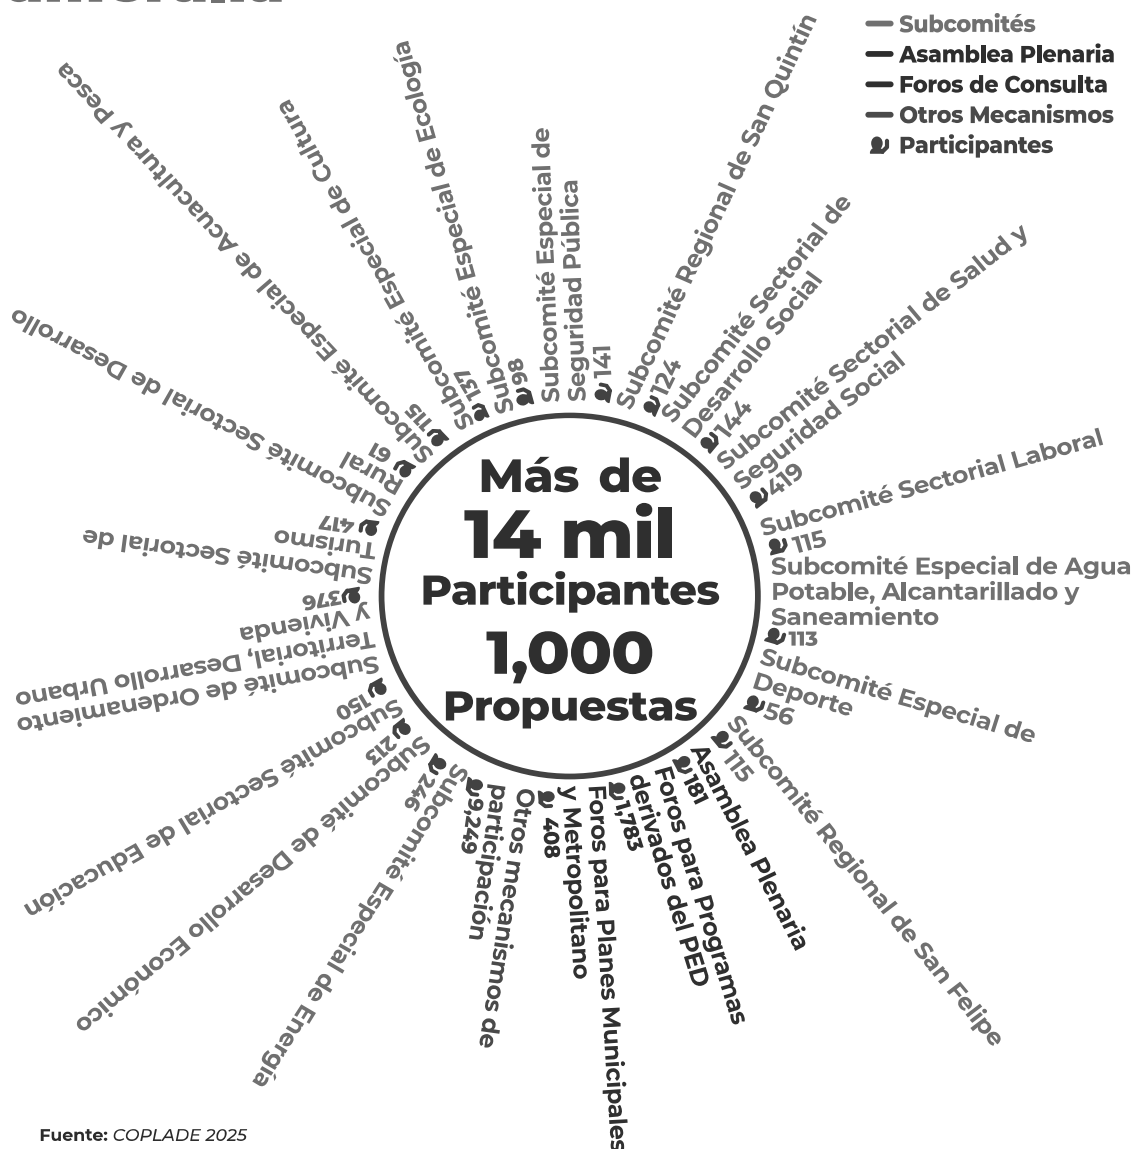 Subcomités
Asamblea Plenaria
Foros de Consulta
Otros Mecanismos
Participantes
Subcomité Especial de
Seguridad Pública
141
Subcomité Regional de San Quintín
124
Subcomité Sectorial de
Desarrollo Social
144
Subcomité Sectorial de Salud y
Seguridad Social
419
Subcomité Sectorial Laboral
115
Subcomité Especial de Agua
Potable, Alcantarillado y
Saneamiento
113
Subcomité Especial de
Deporte
56
Subcomité Regional de San Felipe
115
Asamblea Plenaria
181
Foros para Programas
derivados del PED
1,783
Foros para Planes Municipales
y Metropolitano
408
Otros mecanismos de
participación
9,249
Subcomité Especial de Energía
246
Subcomité de Desarrollo Económico
213
Subcomité Sectorial de Educación
150
Subcomité de Ordenamiento
Territorial, Desarrollo Urbano
y Vivienda
376
Subcomité Sectorial de
Turismo
417
Subcomité Sectorial de Desarrollo
Rural
61
Subcomité Especial de Acuacultura y Pesca
115
Subcomité Especial de Cultura
137
Subcomité Especial de Ecología
98
Más de
14 mil
Participantes
1,000
Propuestas
Fuente: COPLADE 2025